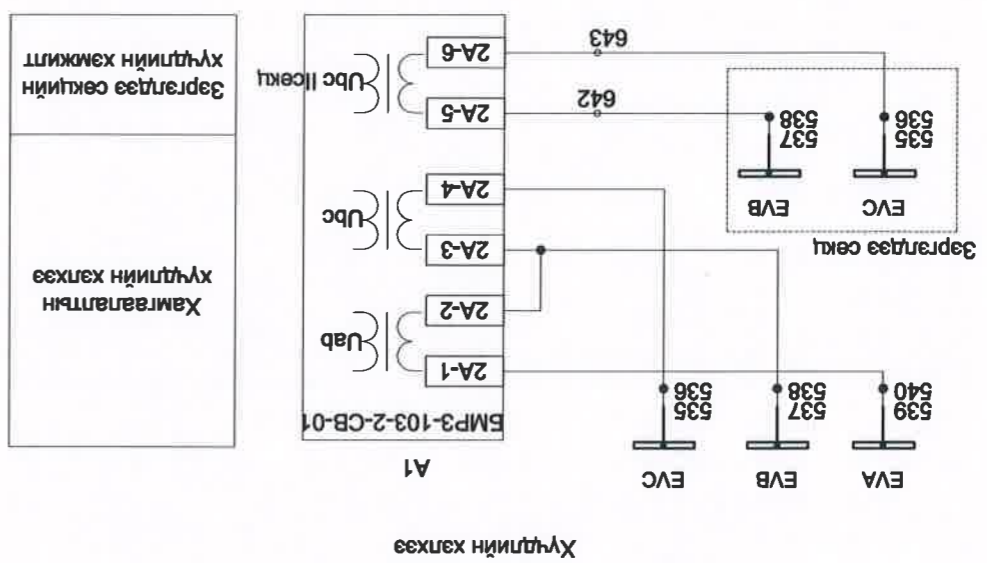 Хүчдлийн хэлхээ
EVA
EVB
EVC
539
540
537
538
535
536
A1
БМРЗ-103-2-СВ-01
2A-1
2A-2
Uab
2A-3
2A-4
Ubc
2A-5
2A-6
Ubc IIсекц
Зэргэлдээ секц
EVC
EVB
535
536
537
538
642
643
Хамгаалалтын
хүчдлийн хэлхээ
Зэргэлдээ секцийн
хүчдлийн хэмжилт